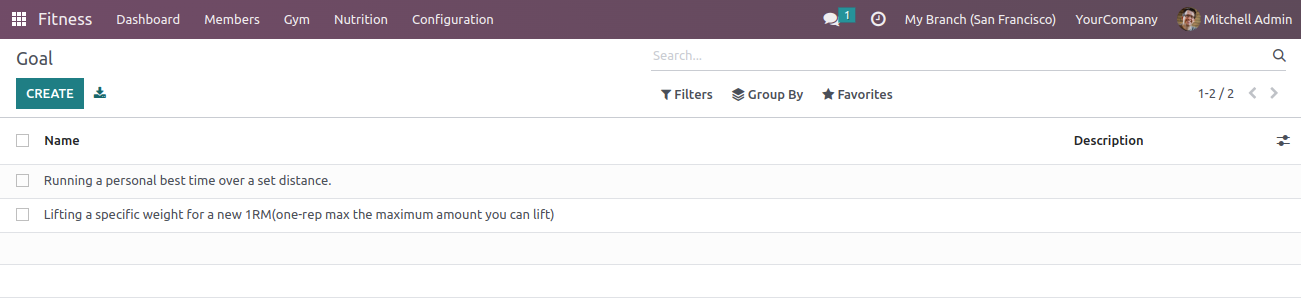 Fitness Dashboard Members Gym Nutrition Configuration 1 My Branch (San Francisco) YourCompany Mitchell Admin
Goal Search...
CREATE Filters Group By Favorites 1-2 / 2
Name Description
Running a personal best time over a set distance.
Lifting a specific weight for a new 1RM(one-rep max the maximum amount you can lift)